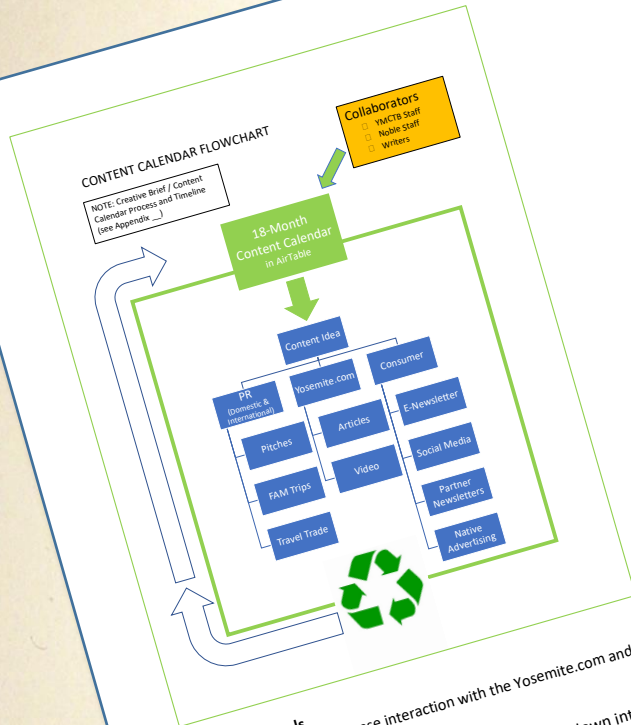 Collaborators
YMCTB Staff
Noble Staff
Writers
CONTENT CALENDAR FLOWCHART
NOTE: Creative Brief / Content
Calendar Process and Timeline
(see Appendix __)
18-Month
Content Calendar
in AirTable
Content Idea
PR
(Domestic &
International)
Pitches
FAM Trips
Travel Trade
Yosemite.com
Articles
Video
Consumer
E-Newsletter
Social Media
Partner
Newsletters
Native
Advertising
interaction with the Yosemite.com and